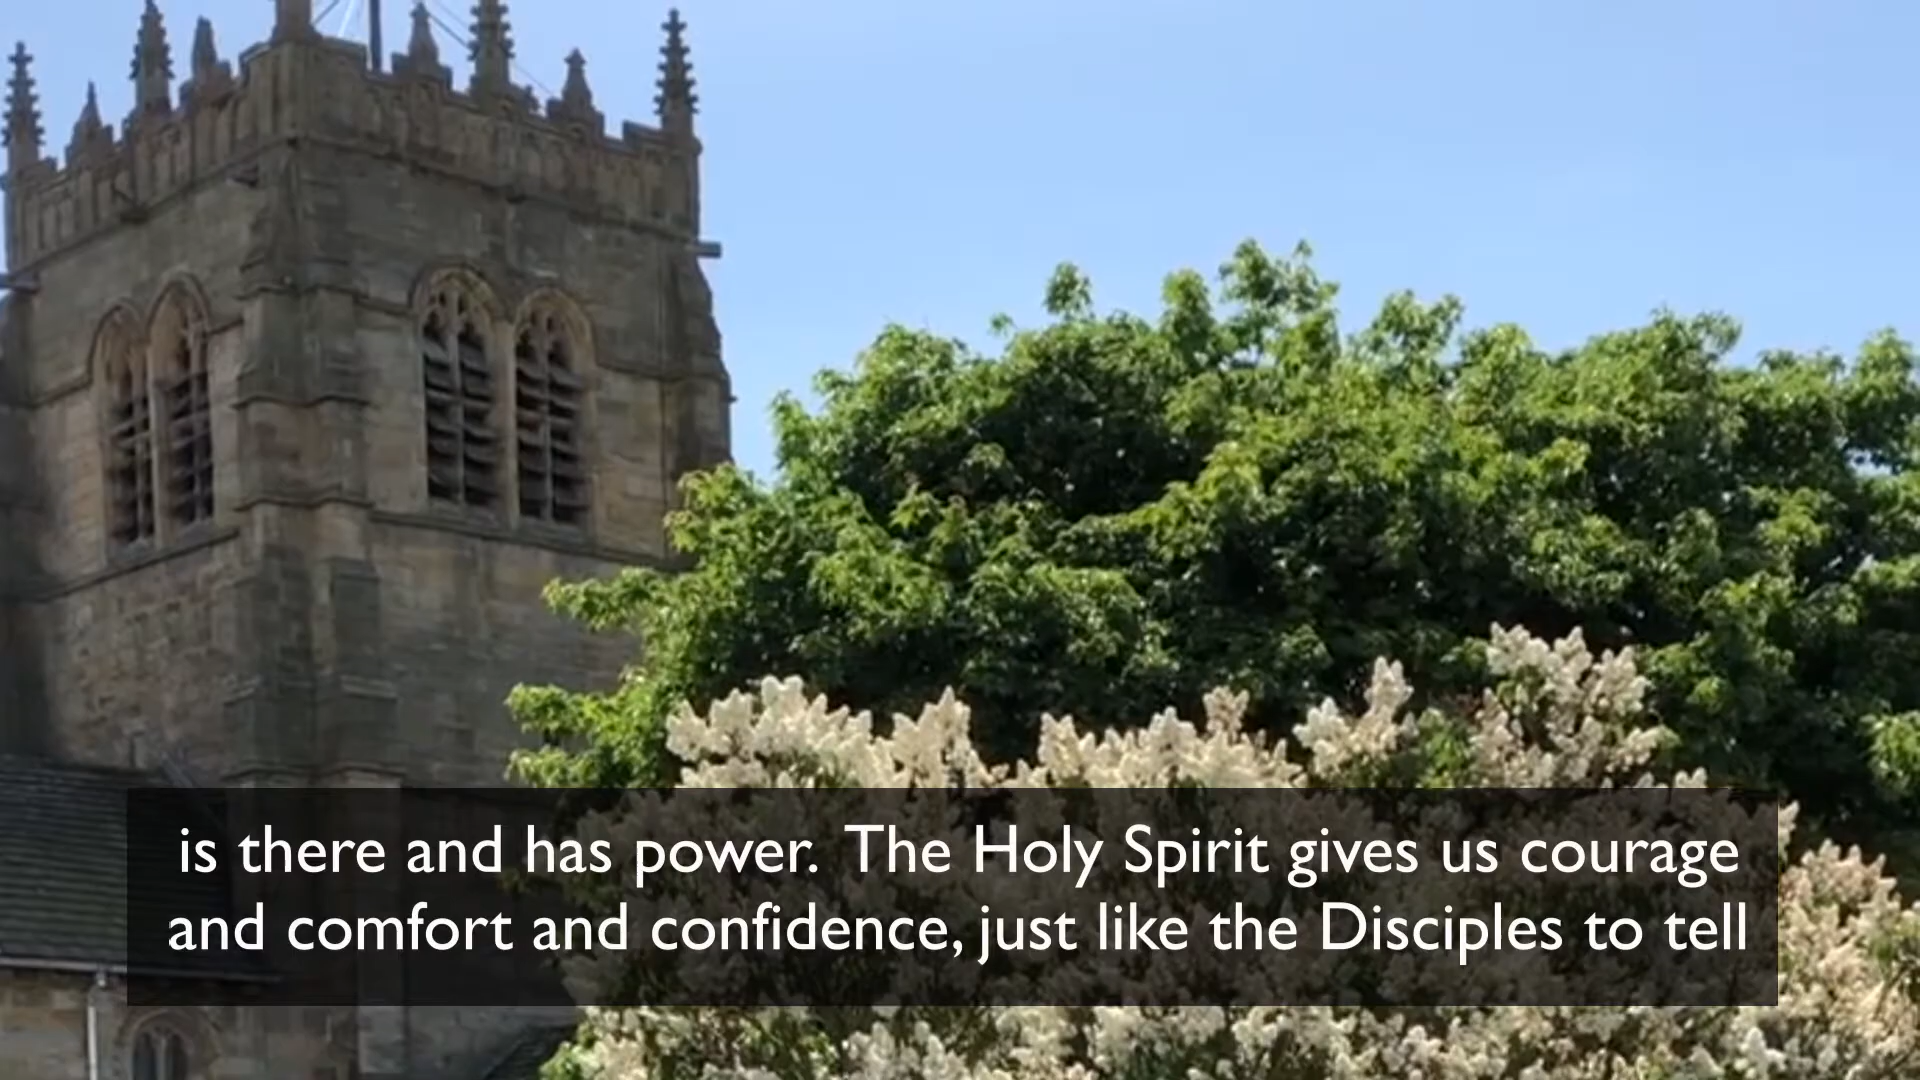 is there and has power. The Holy Spirit gives us courage
and comfort and confidence, just like the Disciples to tell